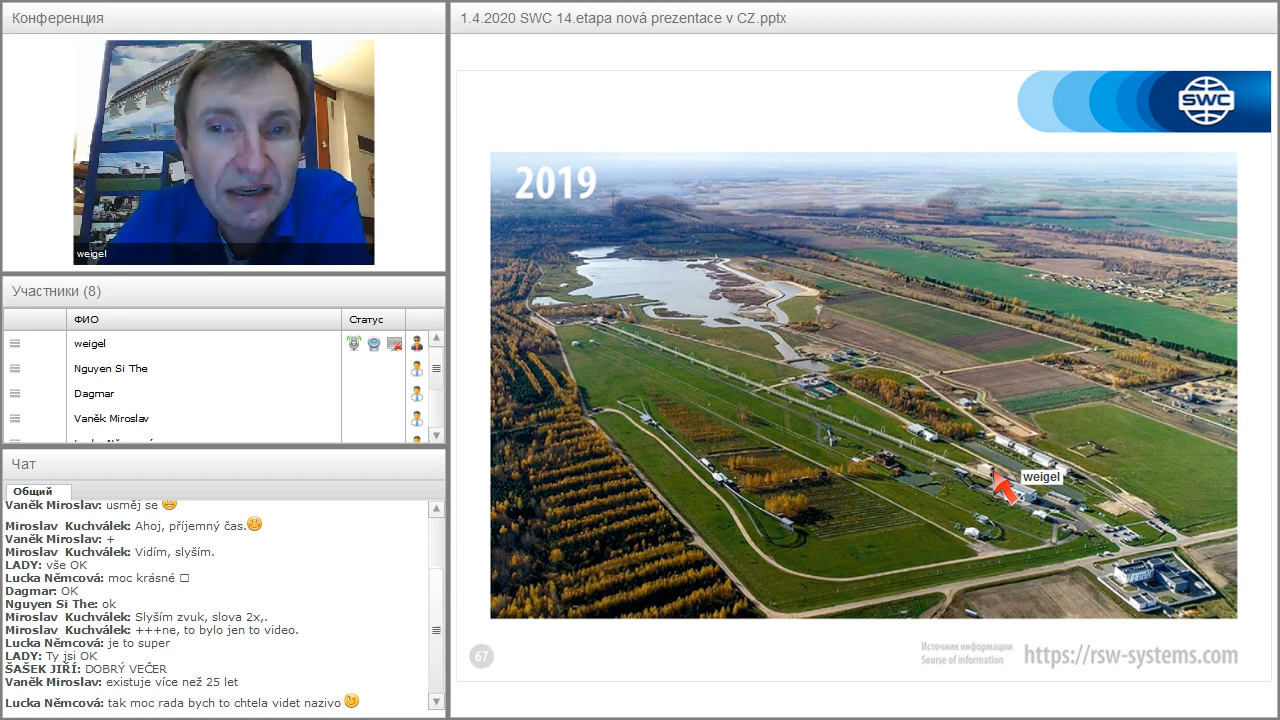 Конференция
weigel
Участники (8)
ФИО
Статус
weigel
Nguyen Si The
Dagmar
Vaněk Miroslav
Чат
Общий
Vaněk Miroslav: usměj se
Miroslav Kuchválek: Ahoj, příjemný čas.
Vaněk Miroslav: +
Miroslav Kuchválek: Vidím, slyším.
LADY: vše OK
Lucka Němcová: moc krásné □
Dagmar: OK
Nguyen Si The: ok
Miroslav Kuchválek: Slyším zvuk, slova 2x,.
Miroslav Kuchválek: +++ne, to bylo jen to video.
Lucka Němcová: je to super
LADY: Ty jsi OK
ŠAŠEK JIŘÍ: DOBRÝ VEČER
Vaněk Miroslav: existuje více než 25 let
Lucka Němcová: tak moc rada bych to chtela videt nazivo
1.4.2020 SWC 14.etapa nová prezentace v CZ.pptx
SWC
2019
weigel
67
Источник информации
Sourse of information
https://rsw-systems.com